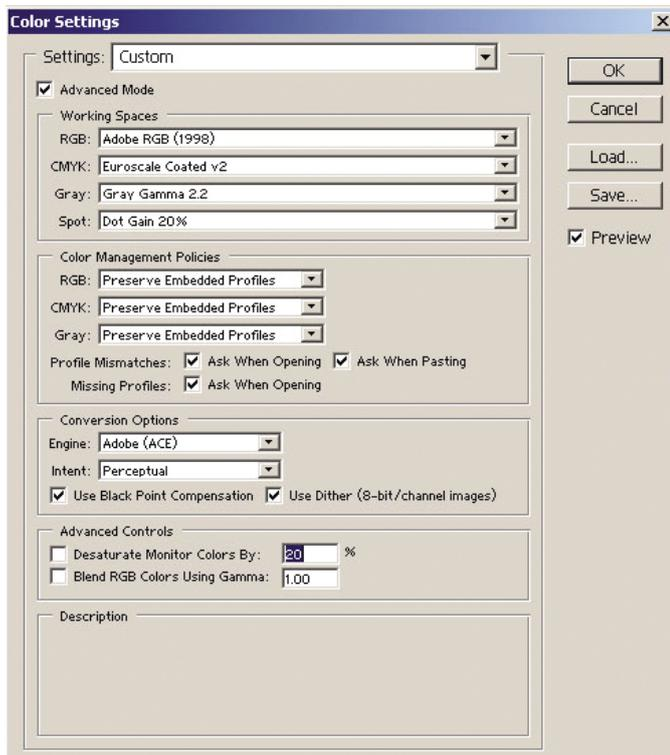 Color Settings
Settings: Custom
OK
Advanced Mode
Cancel
Working Spaces
RGB: Adobe RGB (1998)
CMYK: Euroscale Coated v2
Load...
Gray: Gray Gamma 2.2
Save...
Spot: Dot Gain 20%
Preview
Color Management Policies
RGB: Preserve Embedded Profiles
CMYK: Preserve Embedded Profiles
Gray: Preserve Embedded Profiles
Profile Mismatches: Ask When Opening Ask When Pasting
Missing Profiles: Ask When Opening
Conversion Options
Engine: Adobe (ACE)
Intent: Perceptual
Use Black Point Compensation Use Dither (8-bit/channel images)
Advanced Controls
Desaturate Monitor Colors By: 20 %
Blend RGB Colors Using Gamma: 1.00
Description